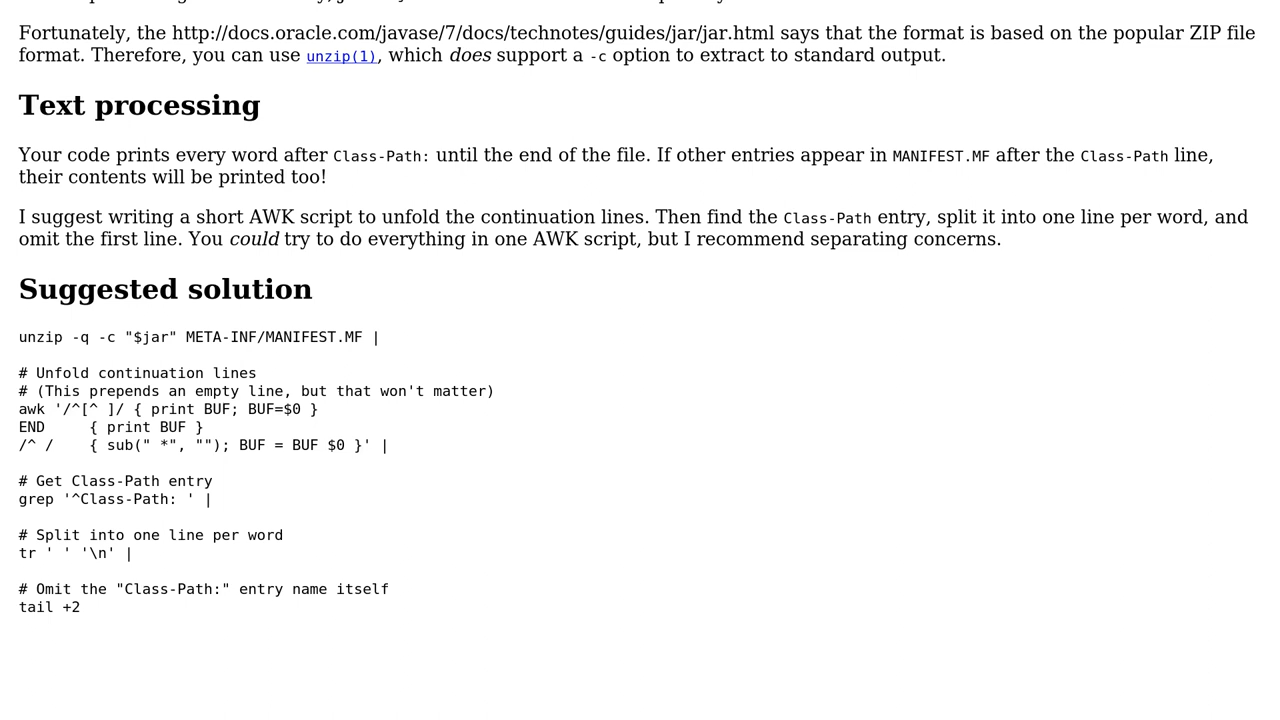 Fortunately, the http://docs.oracle.com/javase/7/docs/technotes/guides/jar/jar.html says that the format is based on the popular ZIP file
format. Therefore, you can use unzip(1), which does support a -c option to extract to standard output.
Text processing
Your code prints every word after Class-Path: until the end of the file. If other entries appear in MANIFEST.MF after the Class-Path line,
their contents will be printed too!
I suggest writing a short AWK script to unfold the continuation lines. Then find the Class-Path entry, split it into one line per word, and
omit the first line. You could try to do everything in one AWK script, but I recommend separating concerns.
Suggested solution
unzip -q -c "$jar" META-INF/MANIFEST.MF |
# Unfold continuation lines
# (This prepends an empty line, but that won't matter)
awk '/^[^ ]/ { print BUF; BUF=$0 }
END     { print BUF }
/^ /    { sub(" *", ""); BUF = BUF $0 }' |
# Get Class-Path entry
grep '^Class-Path: ' |
# Split into one line per word
tr ' ' '\n' |
# Omit the "Class-Path:" entry name itself
tail +2